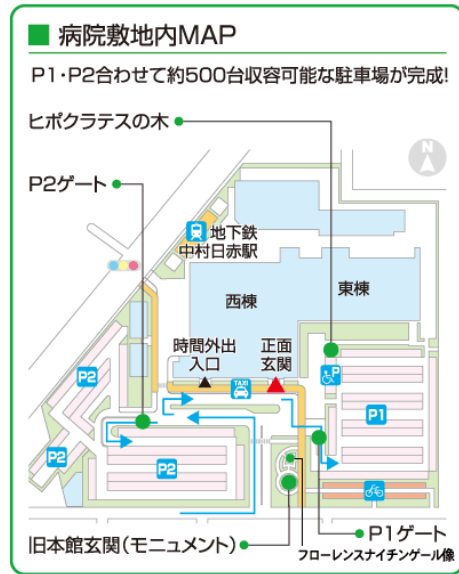 病院敷地内MAP
P1・P2合わせて約500台収容可能な駐車場が完成!
ヒポクラテスの木
N
P2ゲート
地下鉄
中村日赤駅
西棟
東棟
時間外出
入口
正面
玄関
TAXI
P
P2
P1
P2
P2
旧本館玄関(モニュメント)
P1ゲート
フローレンスナイチンゲール像